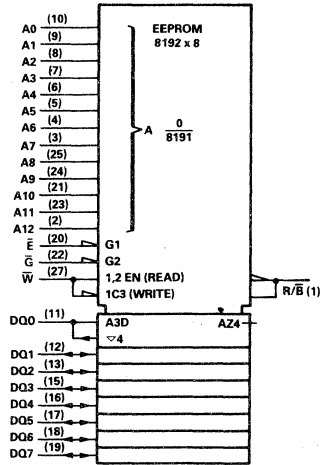 EEPROM
8192 x 8
A0 (10)
A1 (9)
A2 (8)
A3 (7)
A4 (6)
A5 (5)
A6 (4)
A7 (3)
A8 (25)
A9 (24)
A10 (21)
A11 (23)
A12 (2)
A 0
8191
E̅ (20) G1
G̅ (22) G2
W̅ (27) 1,2 EN (READ)
1C3 (WRITE)
R/B̅ (1)
DQ0 (11) A3D AZ4
▽4
DQ1 (12)
DQ2 (13)
DQ3 (15)
DQ4 (16)
DQ5 (17)
DQ6 (18)
DQ7 (19)